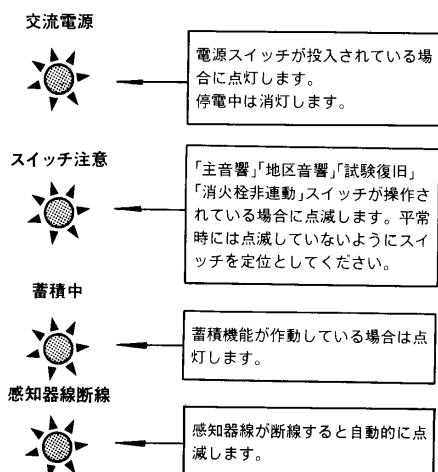 交流電源
電源スイッチが投入されている場
合に点灯します。
停電中は消灯します。
スイッチ注意
「主音響」「地区音響」「試験復旧」
「消火栓非連動」スイッチが操作さ
れている場合に点滅します。平常
時には点滅していないようにスイ
ッチを定位としてください。
蓄積中
蓄積機能が作動している場合は点
灯します。
感知器線断線
感知器線が断線すると自動的に点
滅します。